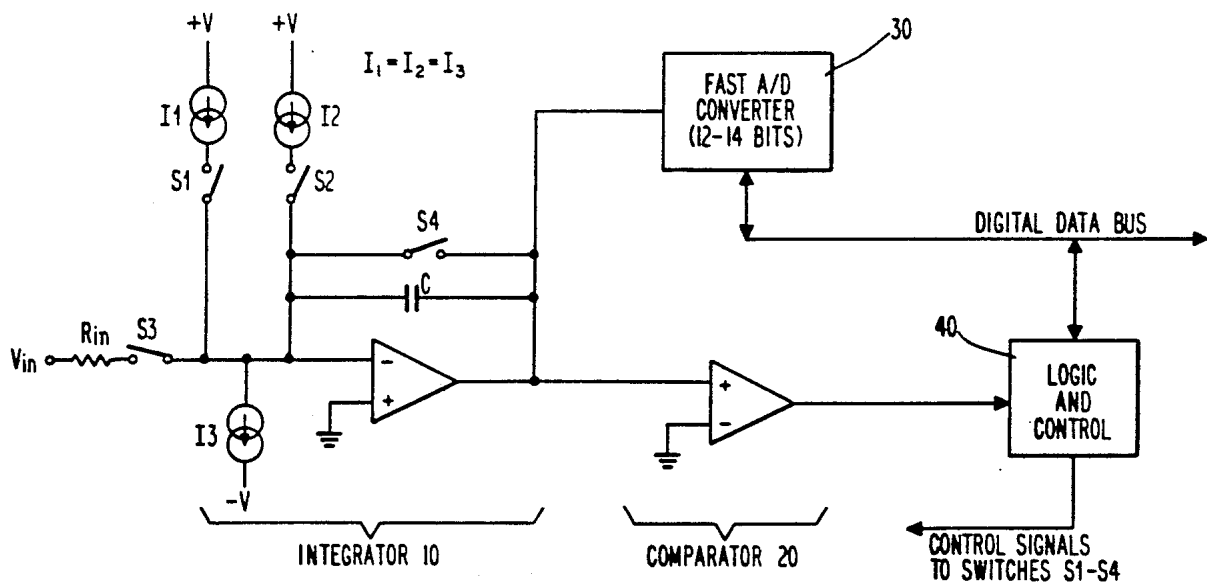 +V
+V
I₁=I₂=I₃
30
FAST A/D
CONVERTER
(12-14 BITS)
I1
I2
S1
S2
S4
DIGITAL DATA BUS
C
40
Vin
Rin
S3
-
+
+
-
LOGIC
AND
CONTROL
I3
-V
INTEGRATOR 10
COMPARATOR 20
CONTROL SIGNALS
TO SWITCHES S1-S4